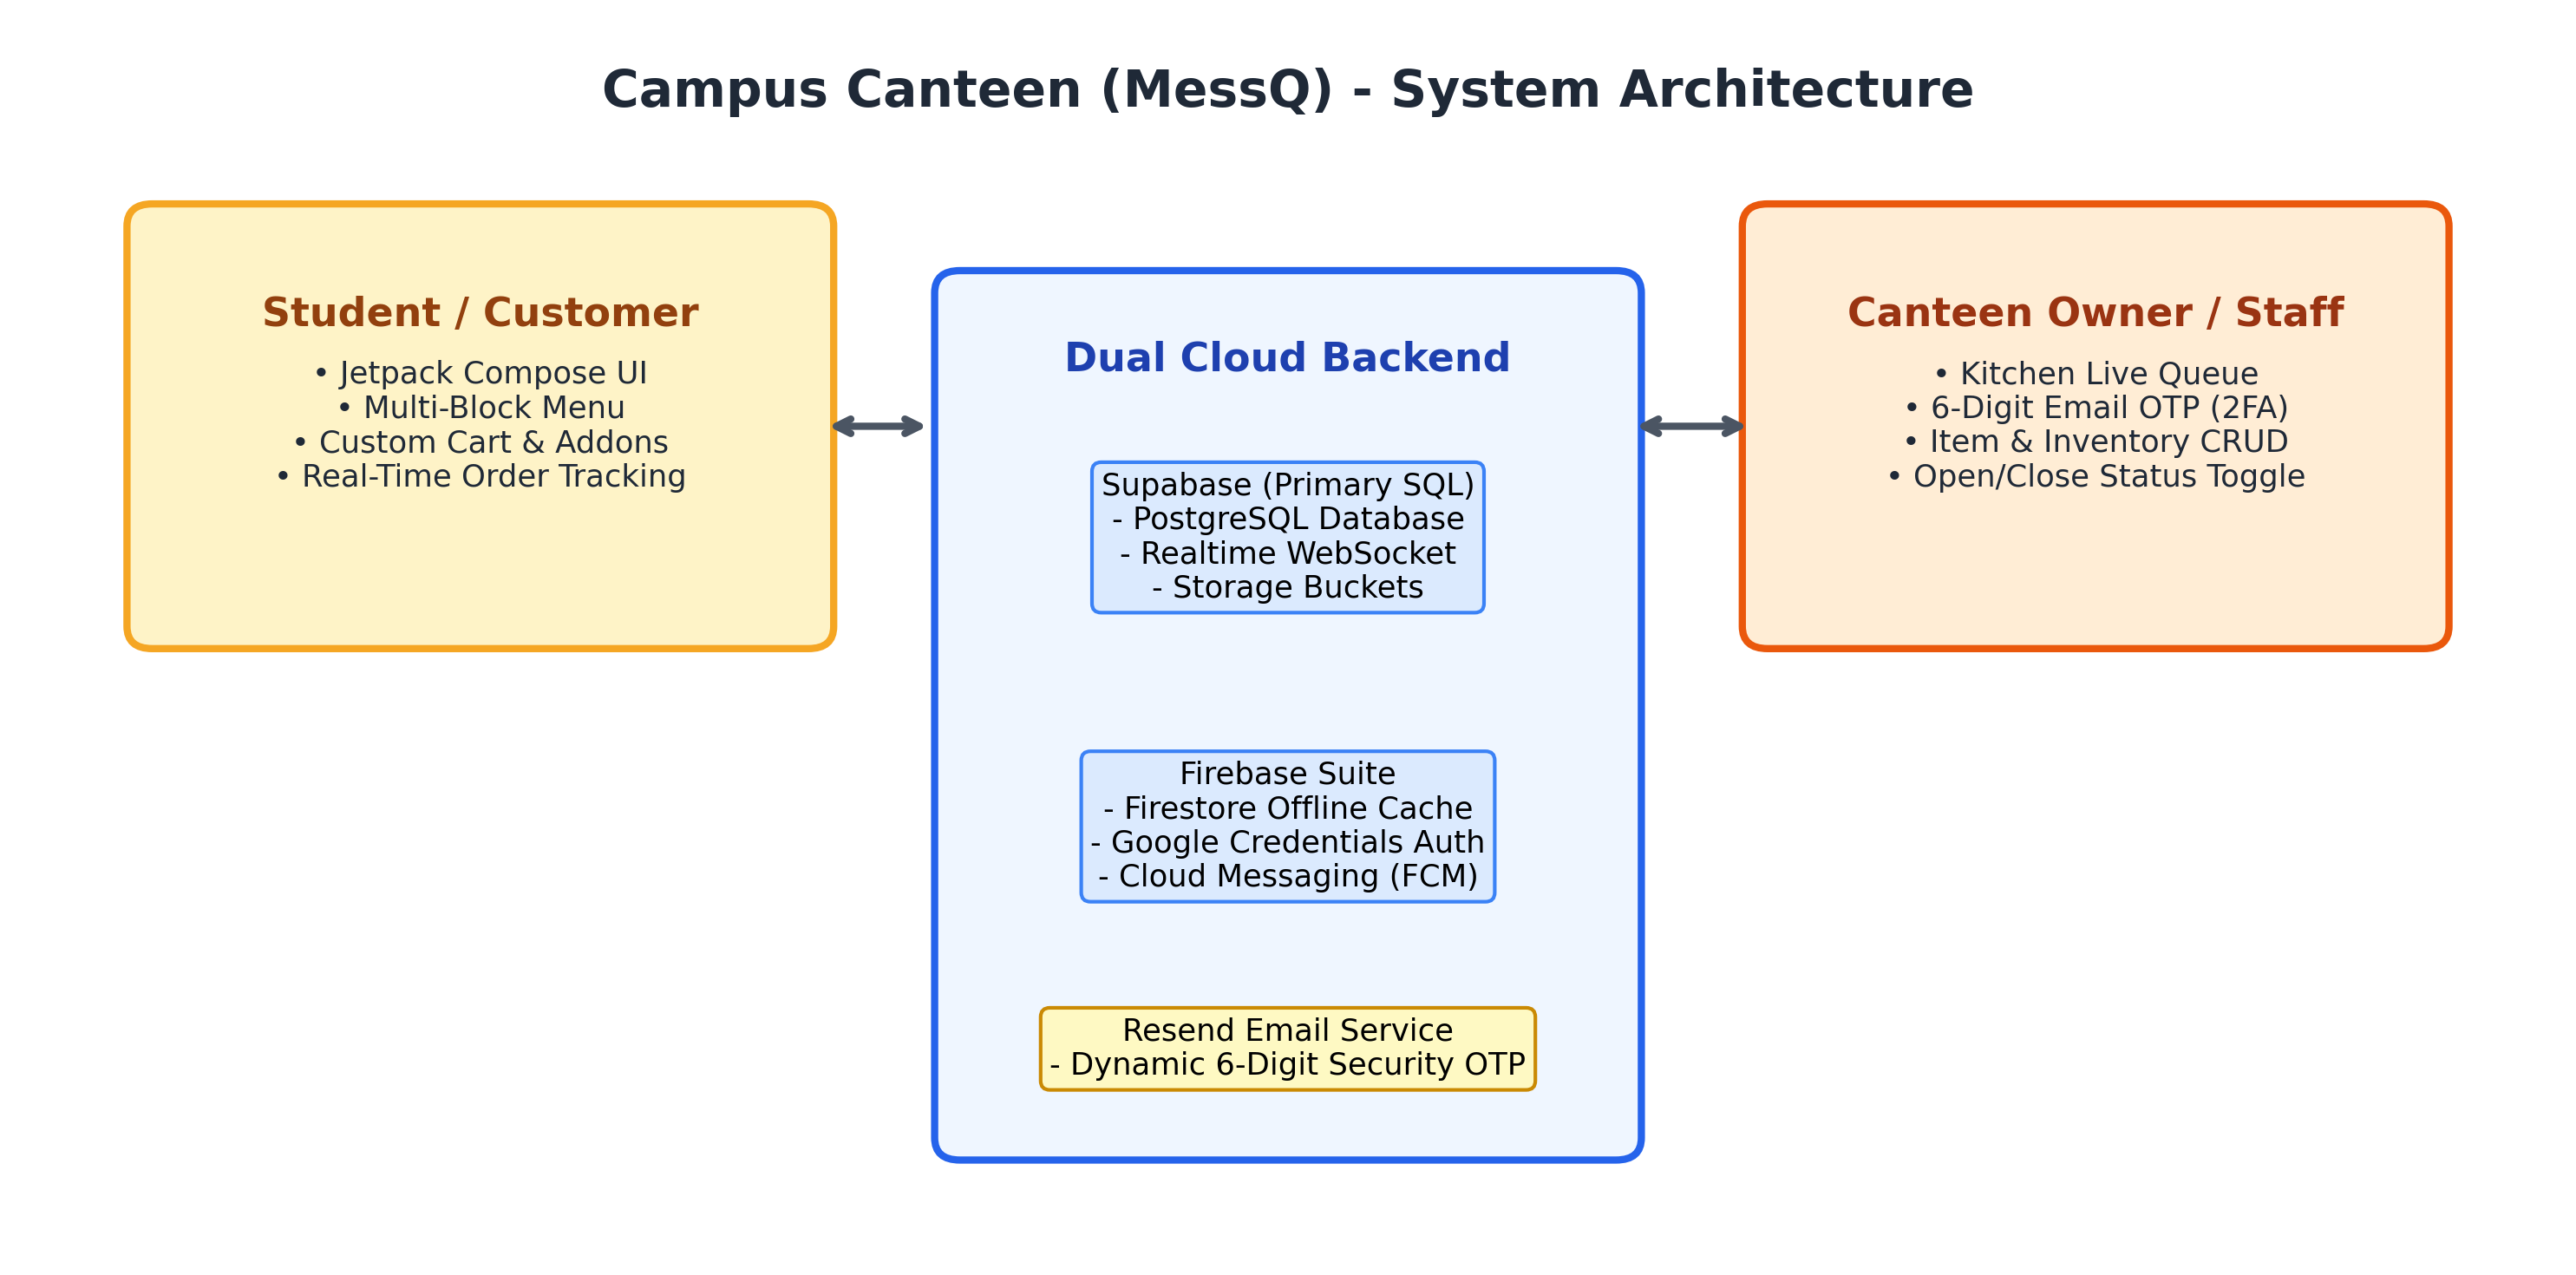 Campus Canteen (MessQ) - System Architecture
Student / Customer
• Jetpack Compose UI
• Multi-Block Menu
• Custom Cart & Addons
• Real-Time Order Tracking
Dual Cloud Backend
Supabase (Primary SQL)
- PostgreSQL Database
- Realtime WebSocket
- Storage Buckets
Firebase Suite
- Firestore Offline Cache
- Google Credentials Auth
- Cloud Messaging (FCM)
Resend Email Service
- Dynamic 6-Digit Security OTP
Canteen Owner / Staff
• Kitchen Live Queue
• 6-Digit Email OTP (2FA)
• Item & Inventory CRUD
• Open/Close Status Toggle